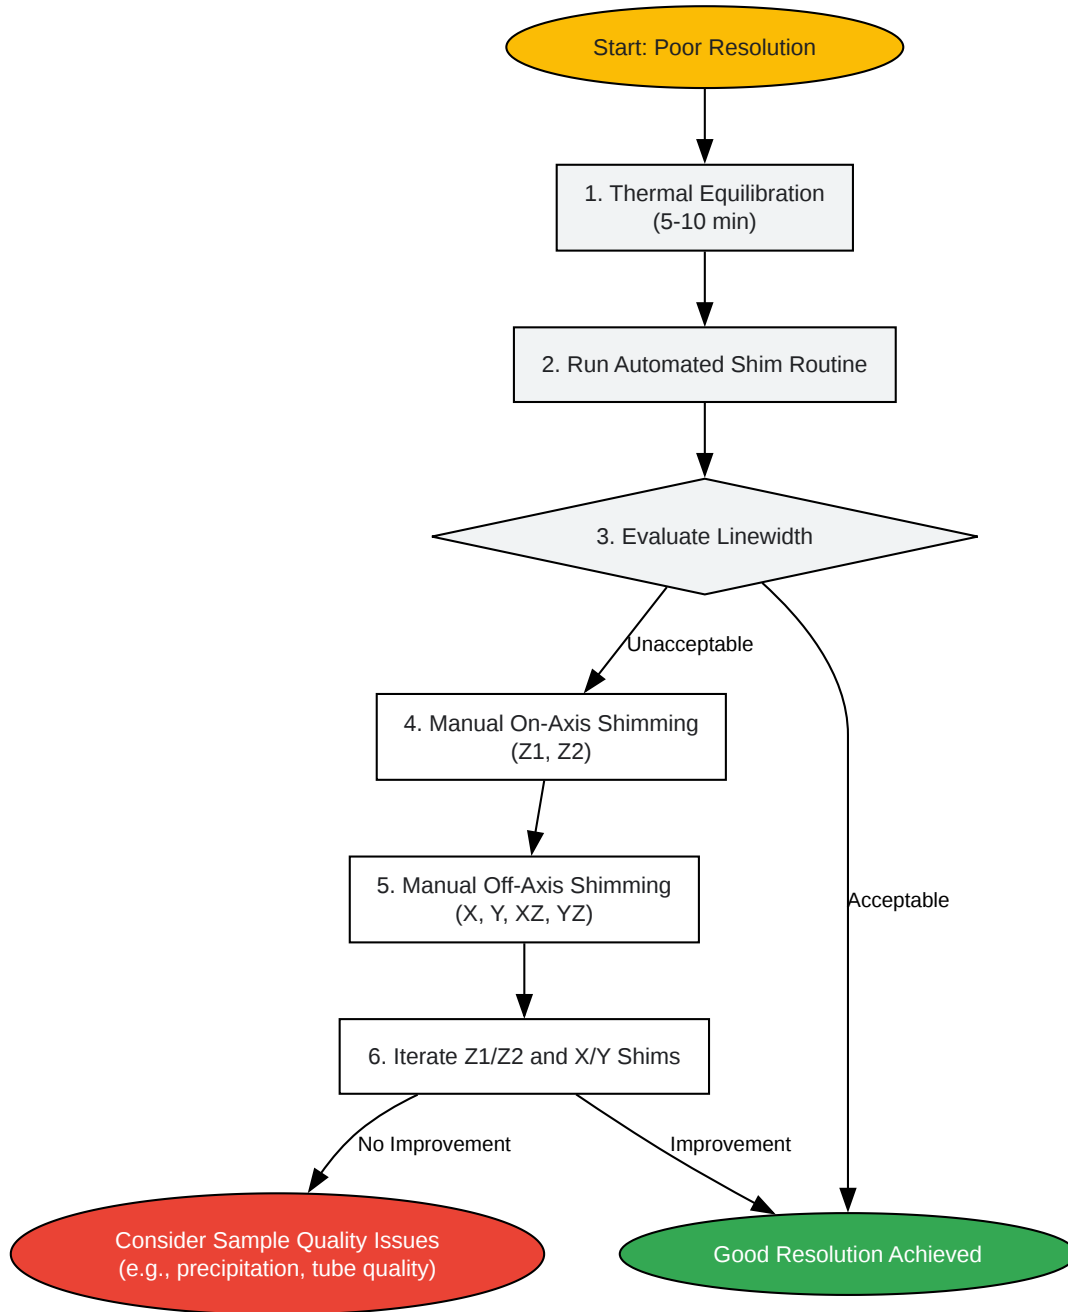 Start: Poor Resolution
1. Thermal Equilibration
(5-10 min)
2. Run Automated Shim Routine
3. Evaluate Linewidth
Unacceptable
4. Manual On-Axis Shimming
(Z1, Z2)
5. Manual Off-Axis Shimming
(X, Y, XZ, YZ)
Acceptable
6. Iterate Z1/Z2 and X/Y Shims
No Improvement
Improvement
Consider Sample Quality Issues
(e.g., precipitation, tube quality)
Good Resolution Achieved